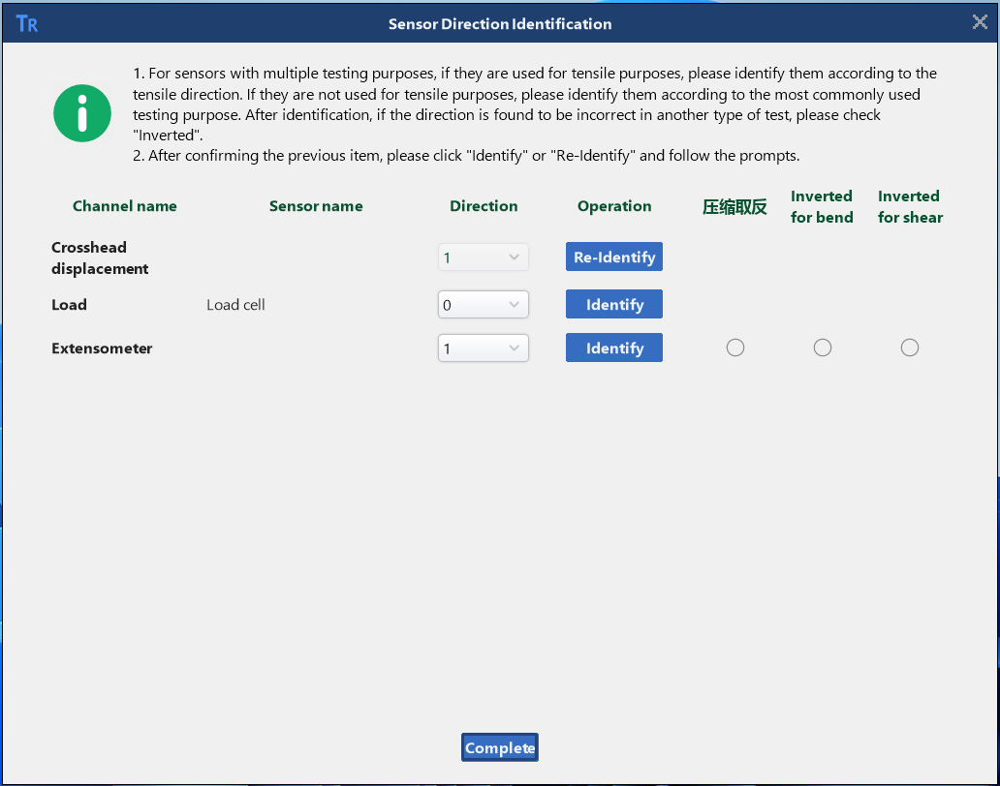 TR
Sensor Direction Identification
1. For sensors with multiple testing purposes, if they are used for tensile purposes, please identify them according to the
tensile direction. If they are not used for tensile purposes, please identify them according to the most commonly used
testing purpose. After identification, if the direction is found to be incorrect in another type of test, please check
"Inverted".
2. After confirming the previous item, please click "Identify" or "Re-Identify" and follow the prompts.
Channel name Sensor name Direction Operation 压缩取反 Inverted for bend Inverted for shear
Crosshead
displacement
1 Re-Identify
Load Load cell 0 Identify
Extensometer 1 Identify
Complete